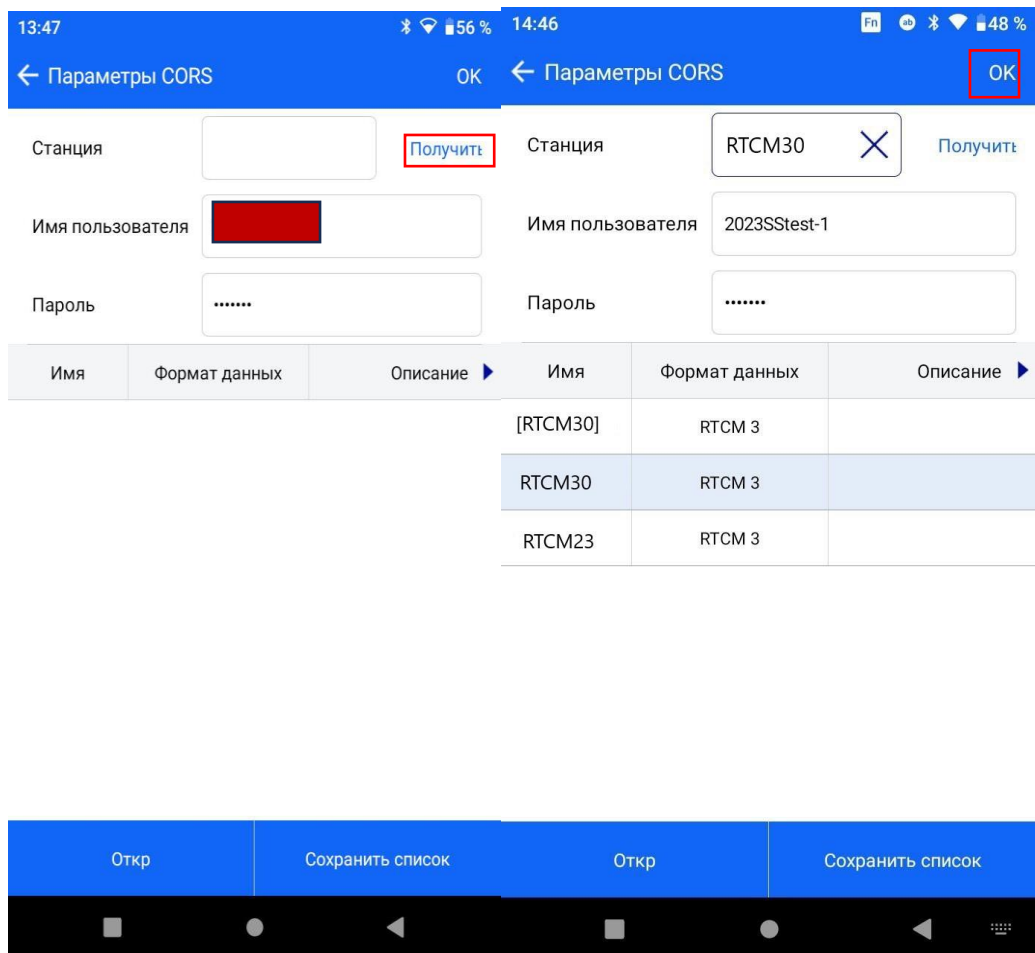 13:47
56 %
Параметры CORS
OK
Станция
Получить
Имя пользователя
Пароль
•••••••
Имя
Формат данных
Описание
Откр
Сохранить список
14:46
Fn
ab
48 %
Параметры CORS
OK
Станция
RTCM30
Получить
Имя пользователя
2023SStest-1
Пароль
•••••••
Имя
Формат данных
Описание
[RTCM30]
RTCM 3
RTCM30
RTCM 3
RTCM23
RTCM 3
Откр
Сохранить список